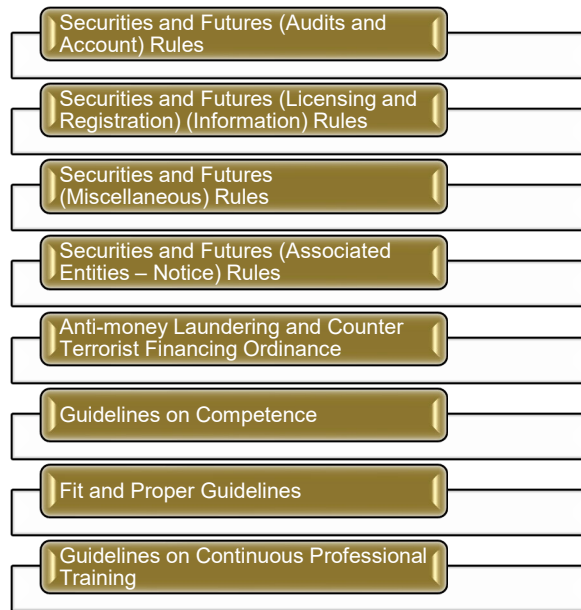 Securities and Futures (Audits and
Account) Rules
Securities and Futures (Licensing and
Registration) (Information) Rules
Securities and Futures
(Miscellaneous) Rules
Securities and Futures (Associated
Entities – Notice) Rules
Anti-money Laundering and Counter
Terrorist Financing Ordinance
Guidelines on Competence
Fit and Proper Guidelines
Guidelines on Continuous Professional
Training